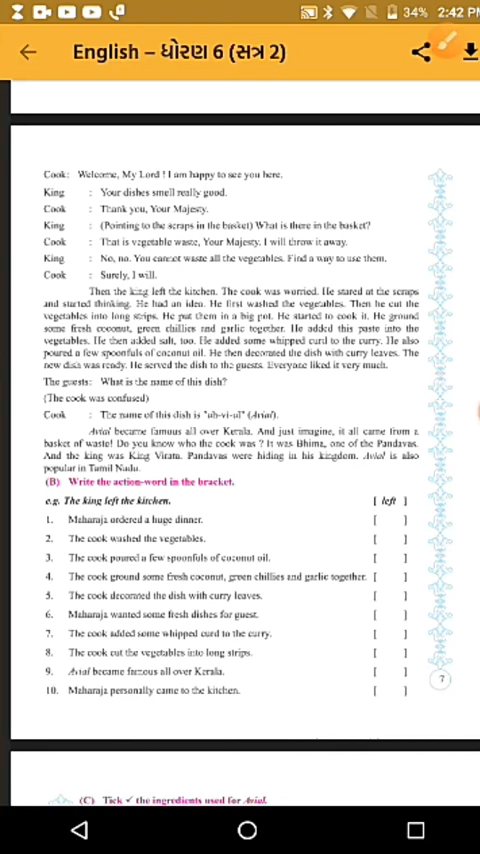 34% 2:42 PM
English – ધોરણ 6 (સત્ર 2)
Cook: Welcome, My Lord ! I am happy to see you here.
King : Your dishes smell really good.
Cook : Thank you, Your Majesty.
King : (Pointing to the scraps in the basket) What is there in the basket?
Cook : That is vegetable waste, Your Majesty. I will throw it away.
King : No, no. You cannot waste all the vegetables. Find a way to use them.
Cook : Surely, I will.
Then the king left the kitchen. The cook was worried. He stared at the scraps
and started thinking. He had an idea. He first washed the vegetables. Then he cut the
vegetables into long strips. He put them in a big pot. He started to cook it. He ground
some fresh coconut, green chillies and garlic together. He added this paste into the
vegetables. He then added salt, too. He added some whipped curd to the curry. He also
poured a few spoonfuls of coconut oil. He then decorated the dish with curry leaves. The
new dish was ready. He served the dish to the guests. Everyone liked it very much.
The guests: What is the name of this dish?
(The cook was confused)
Cook : The name of this dish is "uh-vi-ul" (Avial).
Avial became famous all over Kerala. And just imagine, it all came from a
basket of waste! Do you know who the cook was ? It was Bhima, one of the Pandavas.
And the king was King Virata. Pandavas were hiding in his kingdom. Avial is also
popular in Tamil Nadu.
(B) Write the action-word in the bracket.
e.g. The king left the kitchen. [ left ]
1. Maharaja ordered a huge dinner. [ ]
2. The cook washed the vegetables. [ ]
3. The cook poured a few spoonfuls of coconut oil. [ ]
4. The cook ground some fresh coconut, green chillies and garlic together. [ ]
5. The cook decorated the dish with curry leaves. [ ]
6. Maharaja wanted some fresh dishes for guest. [ ]
7. The cook added some whipped curd to the curry. [ ]
8. The cook cut the vegetables into long strips. [ ]
9. Avial became famous all over Kerala. [ ]
10. Maharaja personally came to the kitchen. [ ]
7
(C) Tick ✓ the ingredients used for Avial.